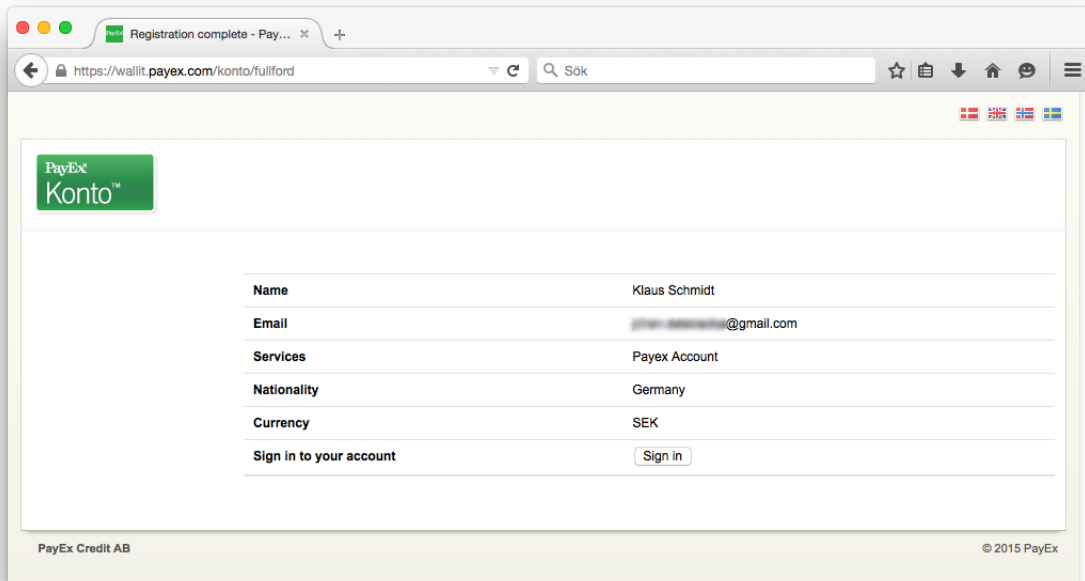 PayEx Registration complete - Pay...
https://wallit.payex.com/konto/fullford Sök
PayEx
Konto™
Name Klaus Schmidt
Email @gmail.com
Services Payex Account
Nationality Germany
Currency SEK
Sign in to your account Sign in
PayEx Credit AB © 2015 PayEx